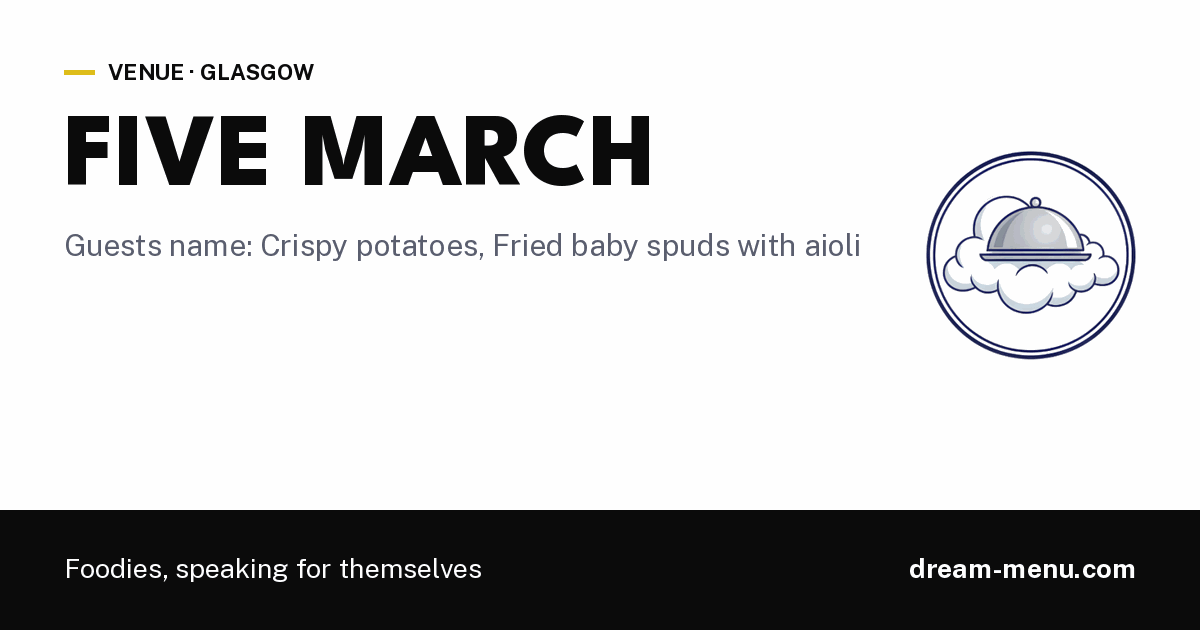 VENUE · GLASGOW
FIVE MARCH
Guests name: Crispy potatoes, Fried baby spuds with aioli
Foodies, speaking for themselves
dream-menu.com